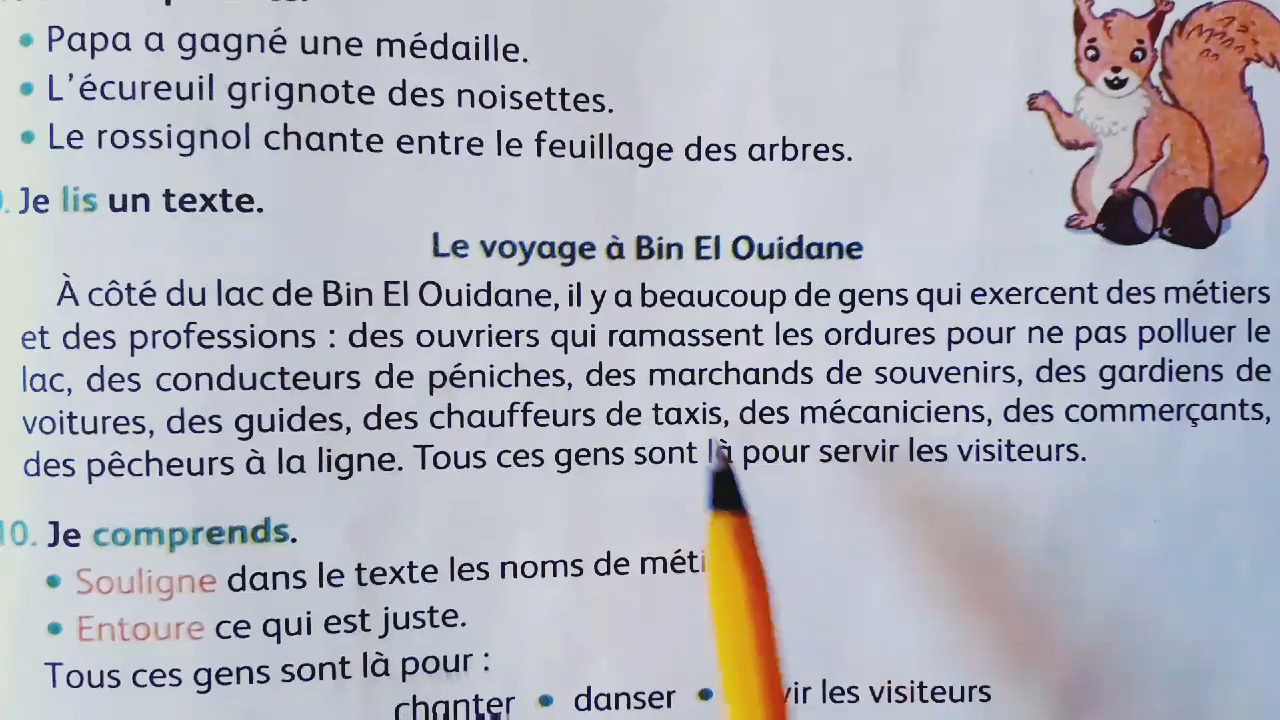 • Papa a gagné une médaille.
• L'écureuil grignote des noisettes.
• Le rossignol chante entre le feuillage des arbres.
Je lis un texte.
Le voyage à Bin El Ouidane
À côté du lac de Bin El Ouidane, il y a beaucoup de gens qui exercent des métiers
et des professions : des ouvriers qui ramassent les ordures pour ne pas polluer le
lac, des conducteurs de péniches, des marchands de souvenirs, des gardiens de
voitures, des guides, des chauffeurs de taxis, des mécaniciens, des commerçants,
des pêcheurs à la ligne. Tous ces gens sont là pour servir les visiteurs.
10. Je comprends.
• Souligne dans le texte les noms de
• Entoure ce qui est juste.
Tous ces gens sont là pour :
chanter • danser • les visiteurs